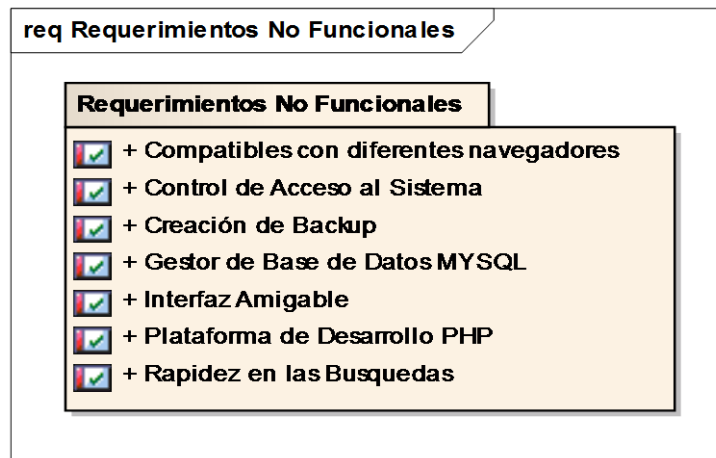 req Requerimientos No Funcionales
Requerimientos No Funcionales
+ Compatibles con diferentes navegadores
+ Control de Acceso al Sistema
+ Creación de Backup
+ Gestor de Base de Datos MYSQL
+ Interfaz Amigable
+ Plataforma de Desarrollo PHP
+ Rapidez en las Busquedas